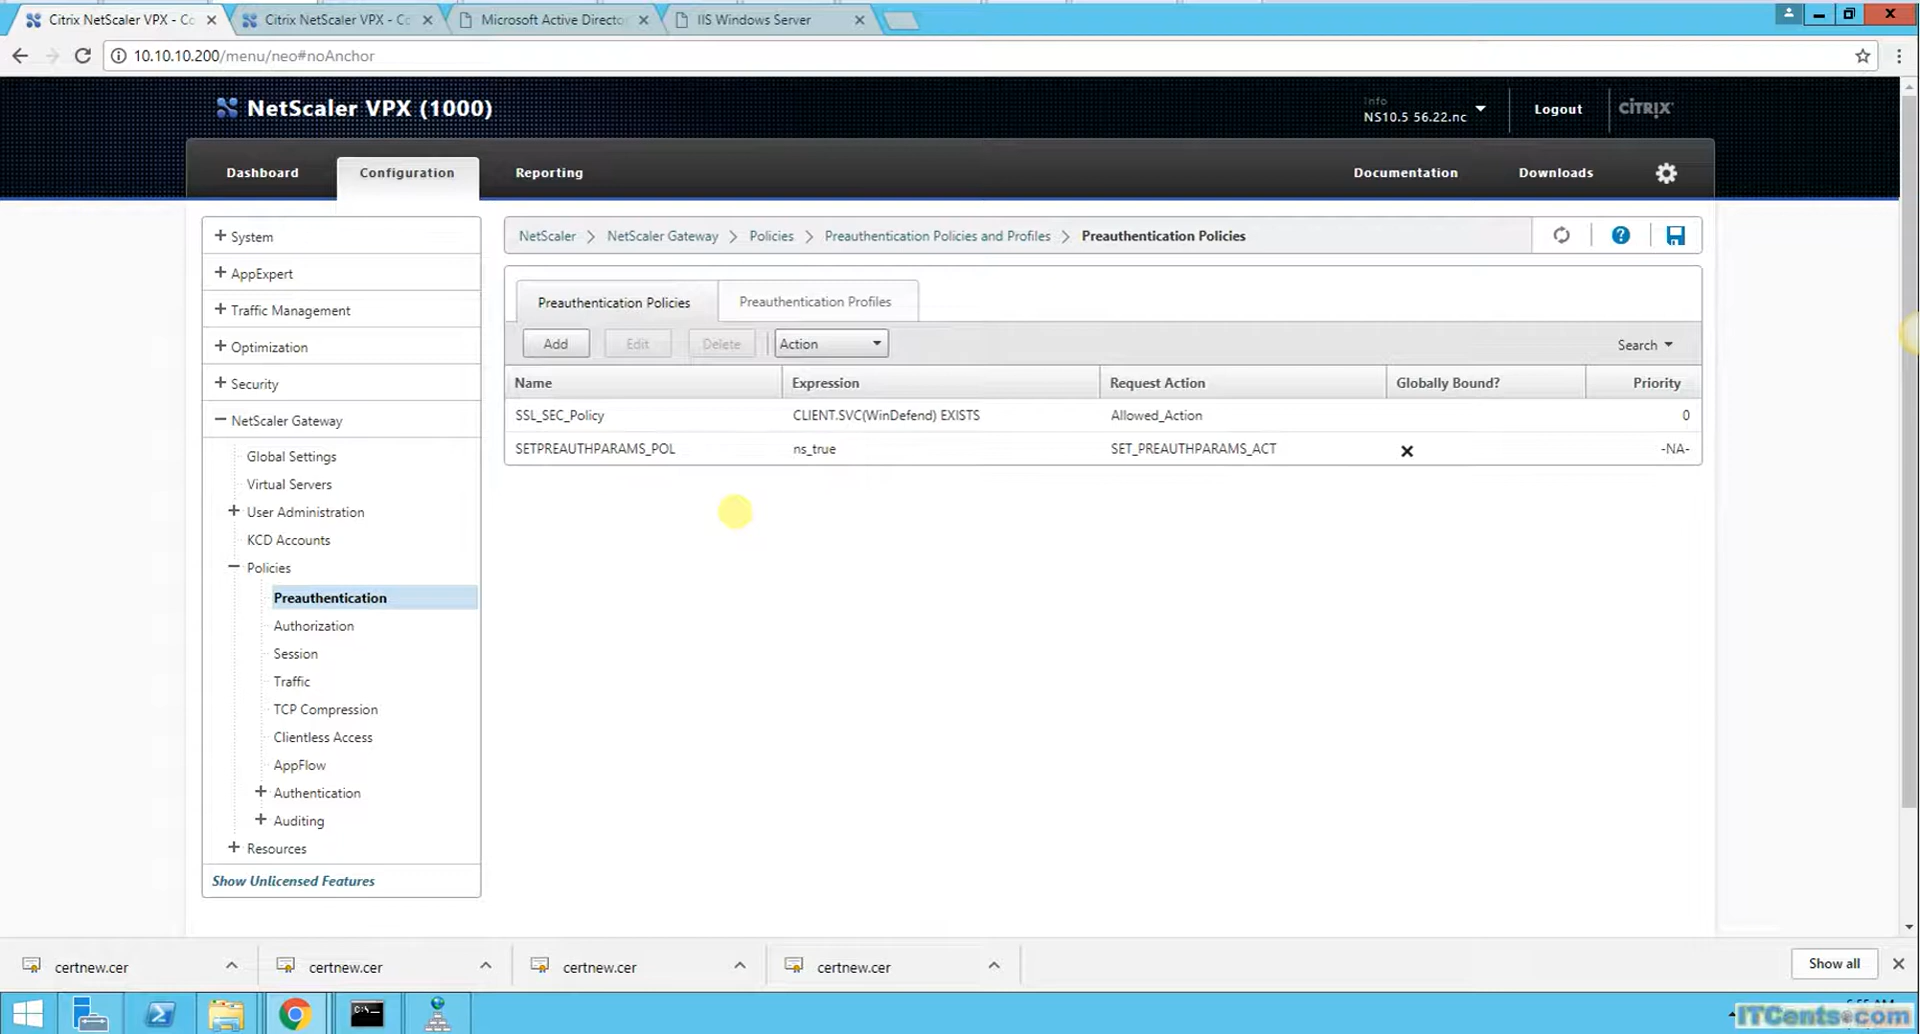 Citrix NetScaler VPX - Co
Citrix NetScaler VPX - Co
Microsoft Active Directo
IIS Windows Server
10.10.10.200/menu/neo#noAnchor
NetScaler VPX (1000)
Info
NS10.5 56.22.nc
Logout
CITRIX
Dashboard
Configuration
Reporting
Documentation
Downloads
System
AppExpert
Traffic Management
Optimization
Security
NetScaler Gateway
Global Settings
Virtual Servers
User Administration
KCD Accounts
Policies
Preauthentication
Authorization
Session
Traffic
TCP Compression
Clientless Access
AppFlow
Authentication
Auditing
Resources
Show Unlicensed Features
NetScaler > NetScaler Gateway > Policies > Preauthentication Policies and Profiles > Preauthentication Policies
Preauthentication Policies
Preauthentication Profiles
Add
Edit
Delete
Action
Search
Name Expression Request Action Globally Bound? Priority
SSL_SEC_Policy CLIENT.SVC(WinDefend) EXISTS Allowed_Action 0
SETPREAUTHPARAMS_POL ns_true SET_PREAUTHPARAMS_ACT -NA-
certnew.cer
certnew.cer
certnew.cer
certnew.cer
Show all
C:\_
ITCents.com